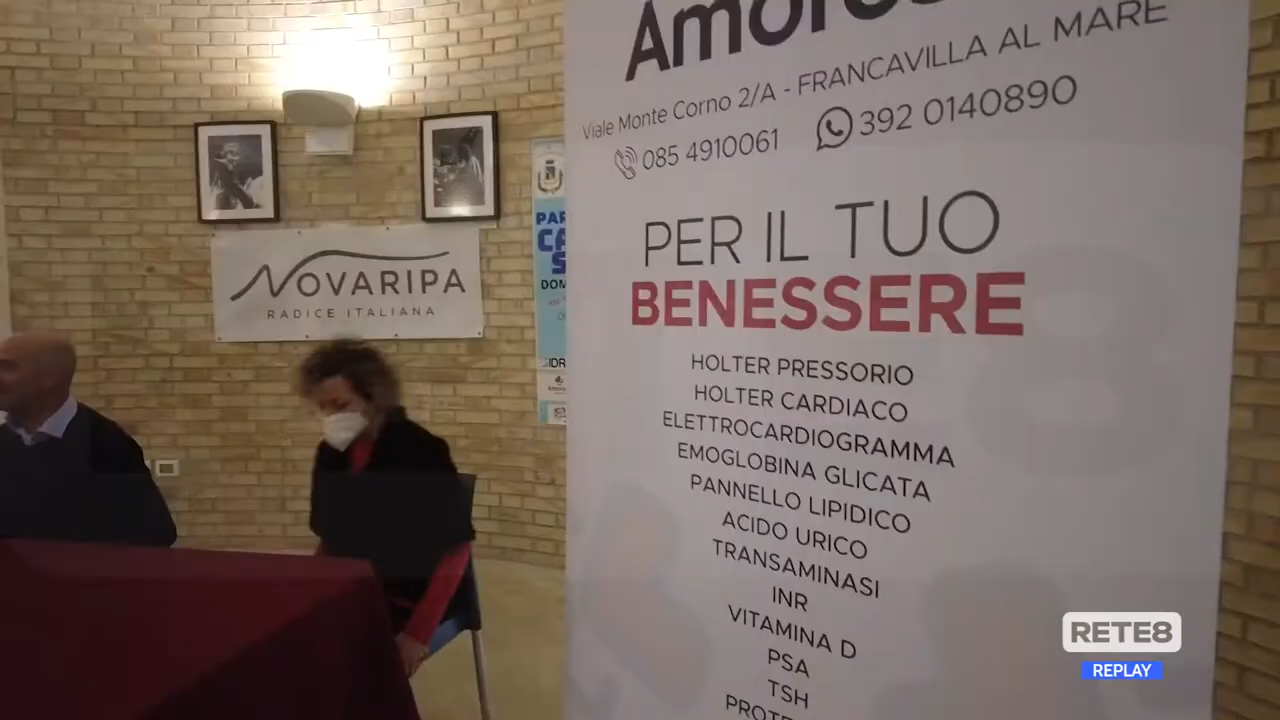 Viale Monte Corno 2/A - FRANCAVILLA AL MARE
085 4910061 392 0140890
PER IL TUO
BENESSERE
HOLTER PRESSORIO
HOLTER CARDIACO
ELETTROCARDIOGRAMMA
EMOGLOBINA GLICATA
PANNELLO LIPIDICO
ACIDO URICO
TRANSAMINASI
INR
VITAMINA D
PSA
TSH
NOVARIPA
RADICE ITALIANA
RETE8
REPLAY